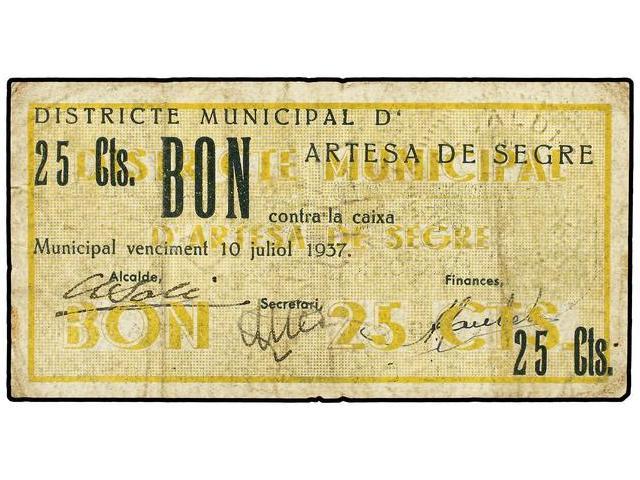 DISTRICTE MUNICIPAL D'
25 Cts. BON ARTESA DE SEGRE
DISTRICTE MUNICIPAL
contra la caixa
D'ARTESA DE SEGRE
Municipal venciment 10 juliol 1937.
Alcalde, Secretari, Finances,
BON 25 CTS.
25 Cts.